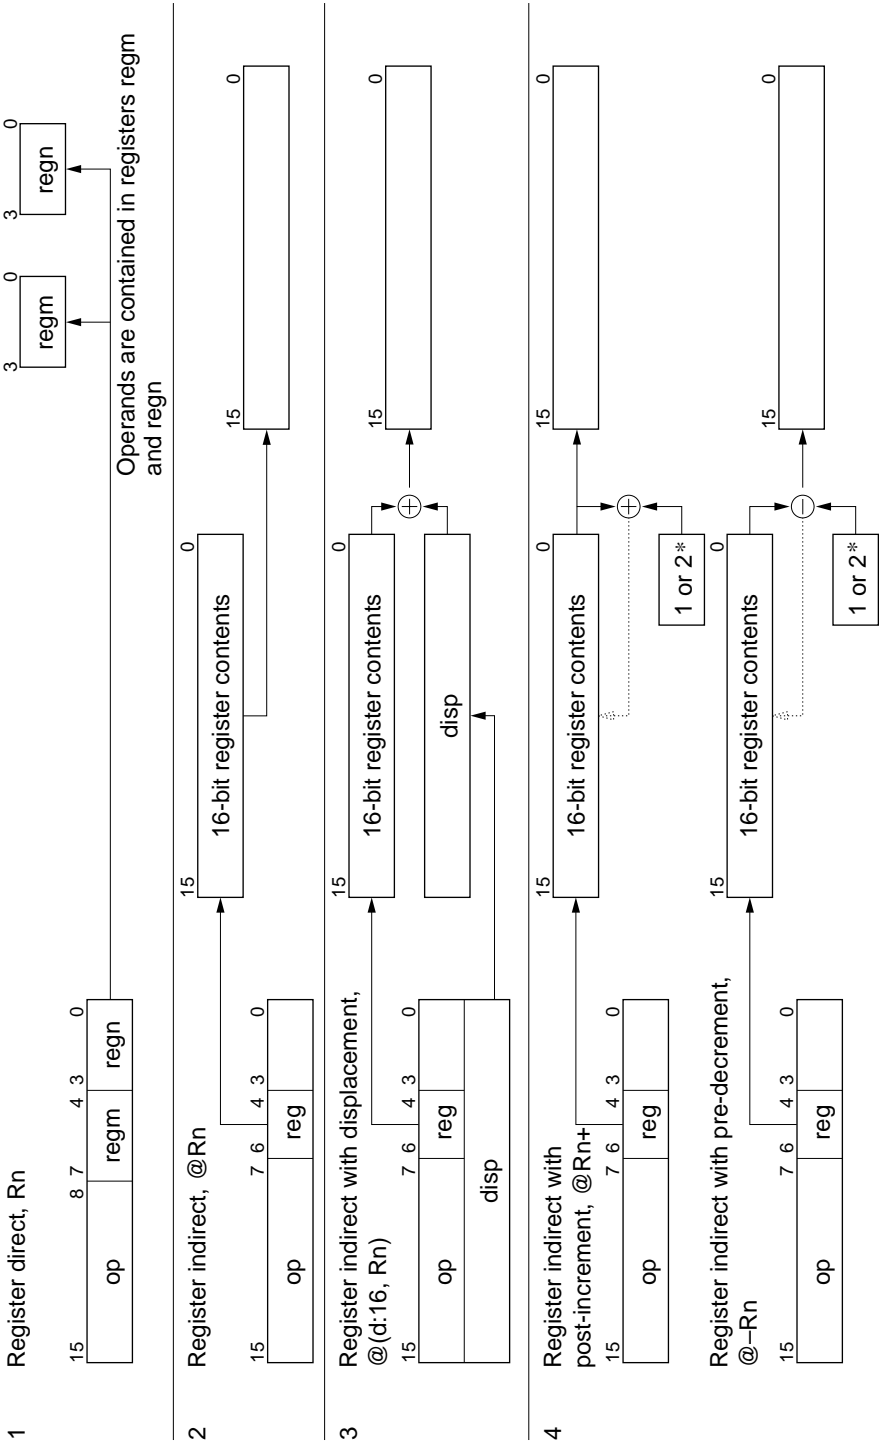 1
Register direct, Rn
15 8 7 4 3 0
op regm regn
3 0 3 0
regm regn
Operands are contained in registers regm
and regn
2
Register indirect, @Rn
15 7 6 4 3 0
op reg
15 0
16-bit register contents
15 0
3
Register indirect with displacement,
@(d:16, Rn)
15 7 6 4 3 0
op reg
disp
15 0
16-bit register contents
disp
15 0
4
Register indirect with
post-increment, @Rn+
15 7 6 4 3 0
op reg
15 0
16-bit register contents
1 or 2*
15 0
Register indirect with pre-decrement,
@–Rn
15 7 6 4 3 0
op reg
15 0
16-bit register contents
1 or 2*
15 0